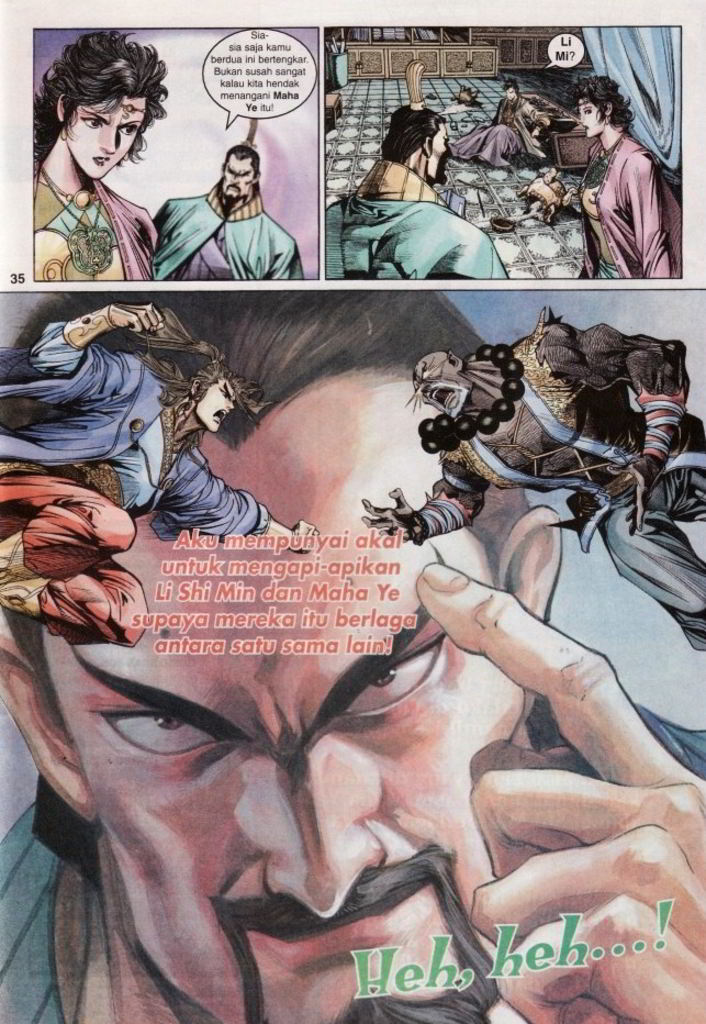 Sia-
sia saja kamu
berdua ini bertengkar.
Bukan susah sangat
kalau kita hendak
menangani Maha
Ye itu!
Li
Mi?
35
Aku mempunyai akal
untuk mengapi-apikan
Li Shi Min dan Maha Ye
supaya mereka itu berlaga
antara satu sama lain!
Heh, heh....!